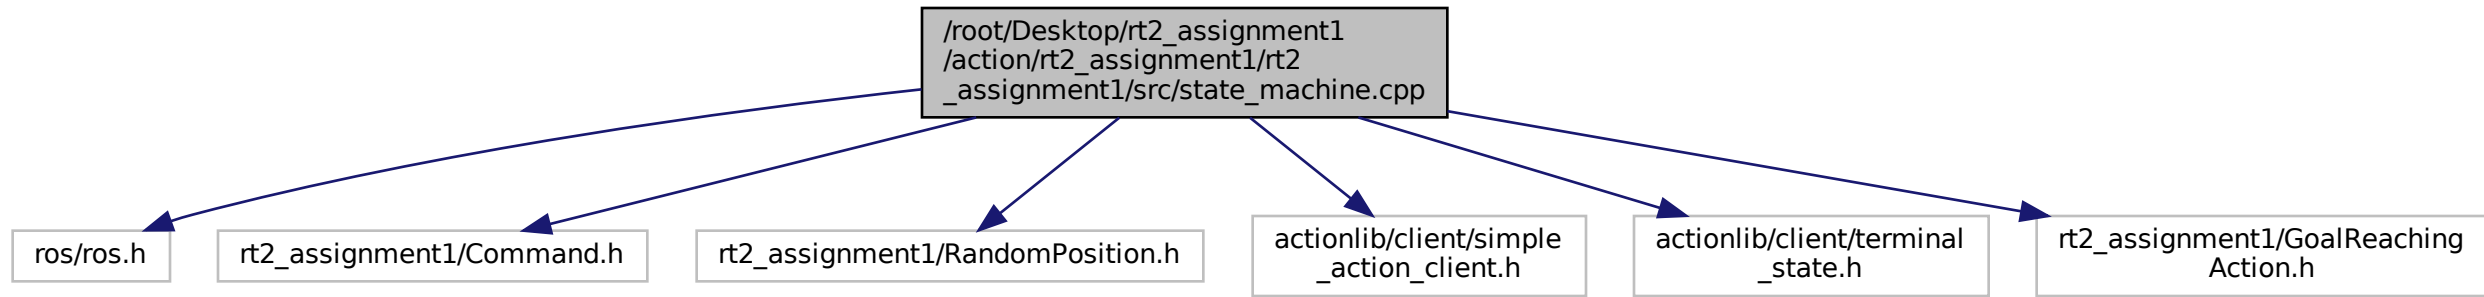 /root/Desktop/rt2_assignment1
/action/rt2_assignment1/rt2
_assignment1/src/state_machine.cpp
ros/ros.h
rt2_assignment1/Command.h
rt2_assignment1/RandomPosition.h
actionlib/client/simple
_action_client.h
actionlib/client/terminal
_state.h
rt2_assignment1/GoalReaching
Action.h